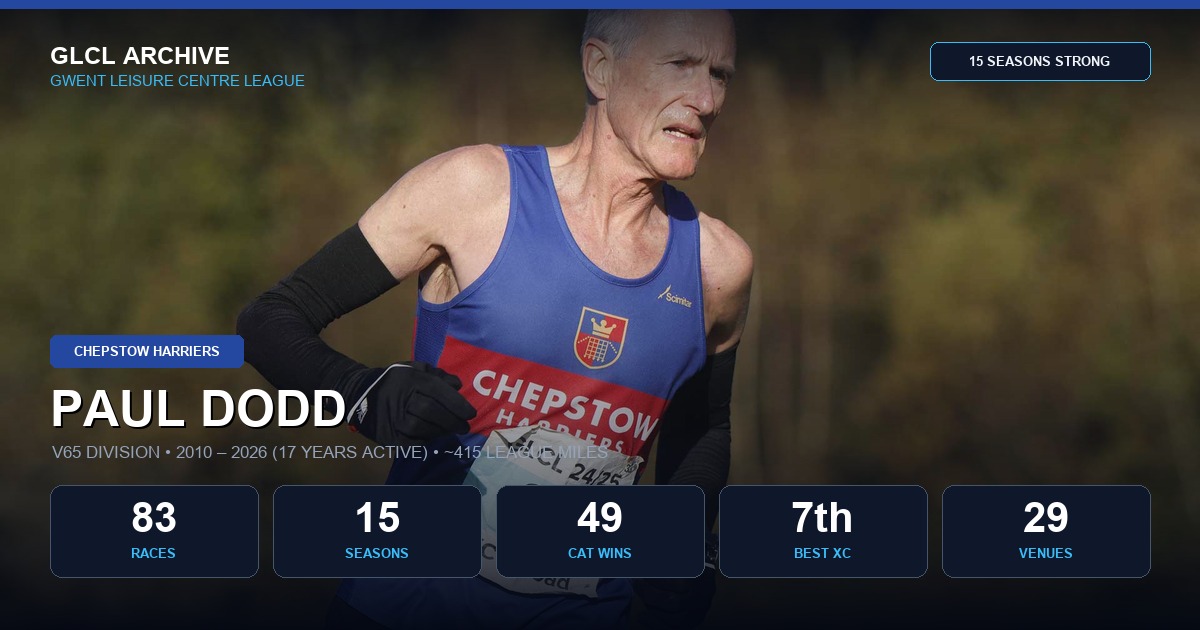 GLCL ARCHIVE
GWENT LEISURE CENTRE LEAGUE
15 SEASONS STRONG
Scimitar
CHEPSTOW
HARRIERS
CHEPSTOW HARRIERS
PAUL DODD
V65 DIVISION • 2010 – 2026 (17 YEARS ACTIVE) • ~415 LEAGUE MILES
GLCL 24/25
83
RACES
15
SEASONS
49
CAT WINS
7th
BEST XC
29
VENUES